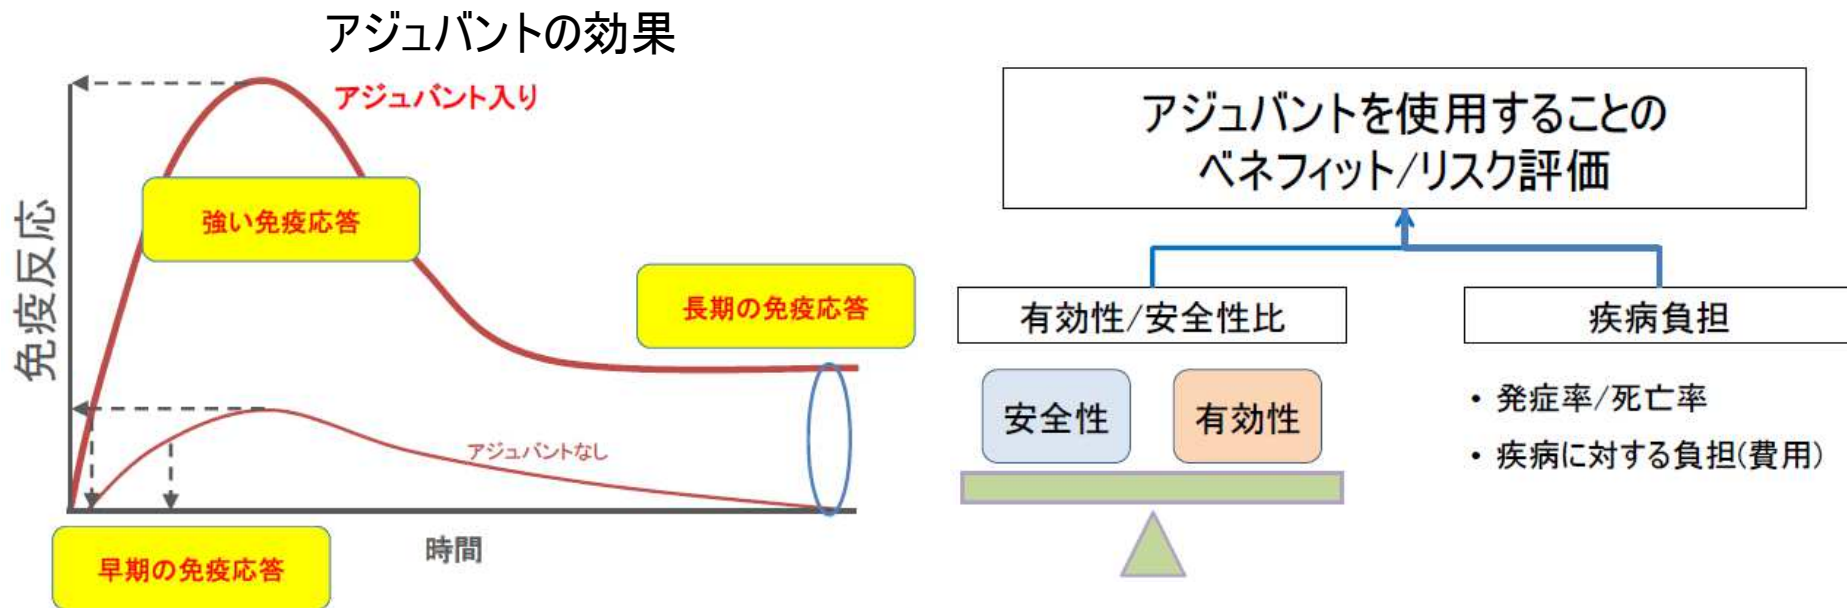 アジュバントの効果
アジュバント入り
強い免疫応答
長期の免疫応答
免疫反応
アジュバントなし
早期の免疫応答
時間
アジュバントを使用することの
ベネフィット/リスク評価
有効性/安全性比
疾病負担
安全性
有効性
・発症率/死亡率
・疾病に対する負担(費用)